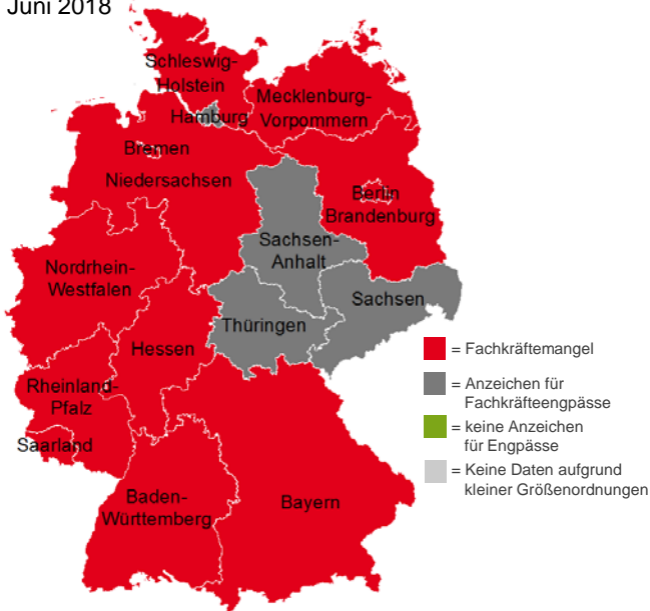 Juni 2018
Schleswig-
Holstein
Mecklenburg-
Vorpommern
Hamburg
Bremen
Niedersachsen
Berlin
Brandenburg
Sachsen-
Anhalt
Nordrhein-
Westfalen
Sachsen
Thüringen
Hessen
Rheinland-
Pfalz
Saarland
Baden-
Württemberg
Bayern
= Fachkräftemangel
= Anzeichen für
Fachkräfteengpässe
= keine Anzeichen
für Engpässe
= Keine Daten aufgrund
kleiner Größenordnungen